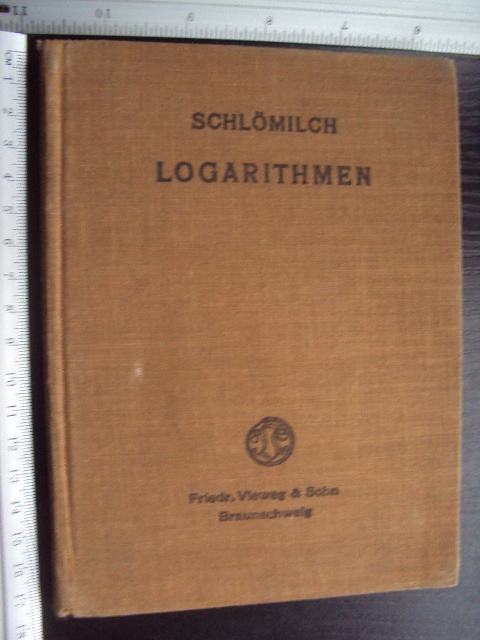 SCHLÖMILCH
LOGARITHMEN
Friedr. Vieweg & Sohn
Braunschweig